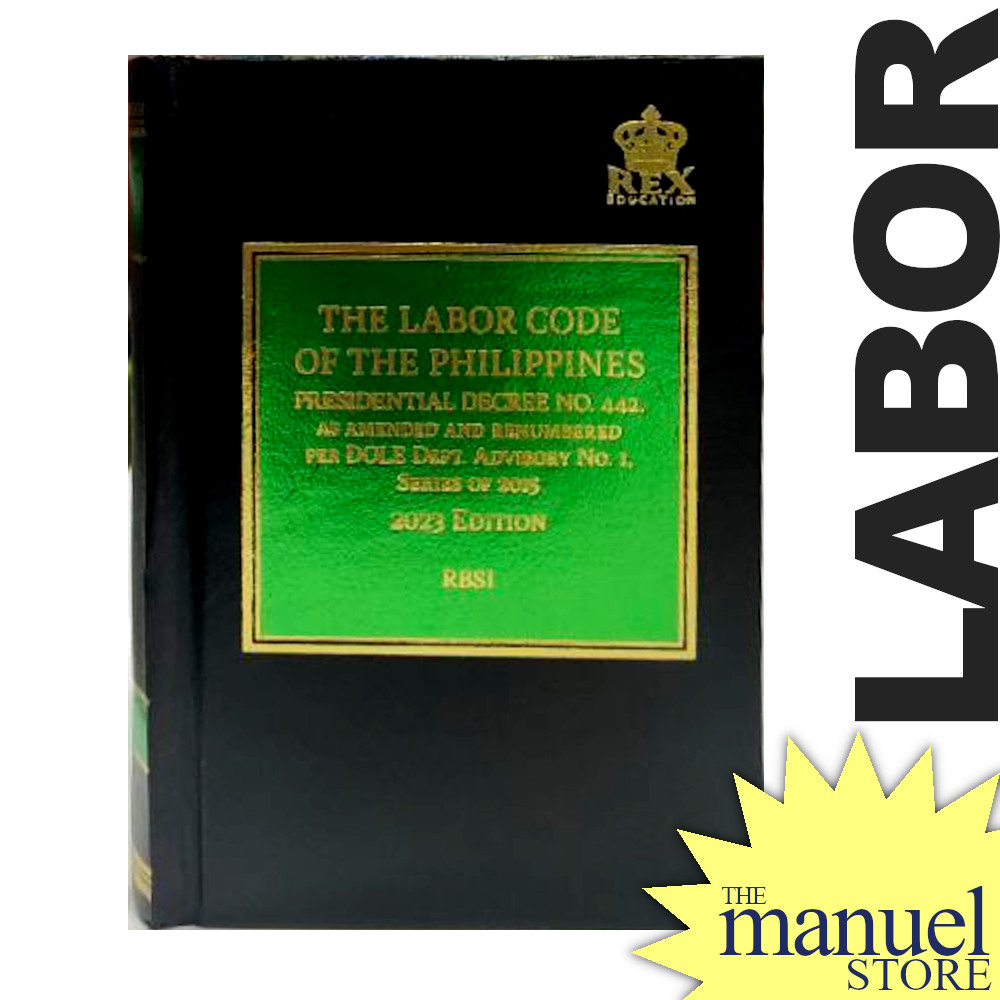 REX
EDUCATION
THE LABOR CODE
OF THE PHILIPPINES
PRESIDENTIAL DECREE NO. 442,
AS AMENDED AND RENUMBERED
PER DOLE DEPT. ADVISORY NO. 1,
SERIES OF 2015
2023 EDITION
RBSI
LABOR
THE
manuel
STORE